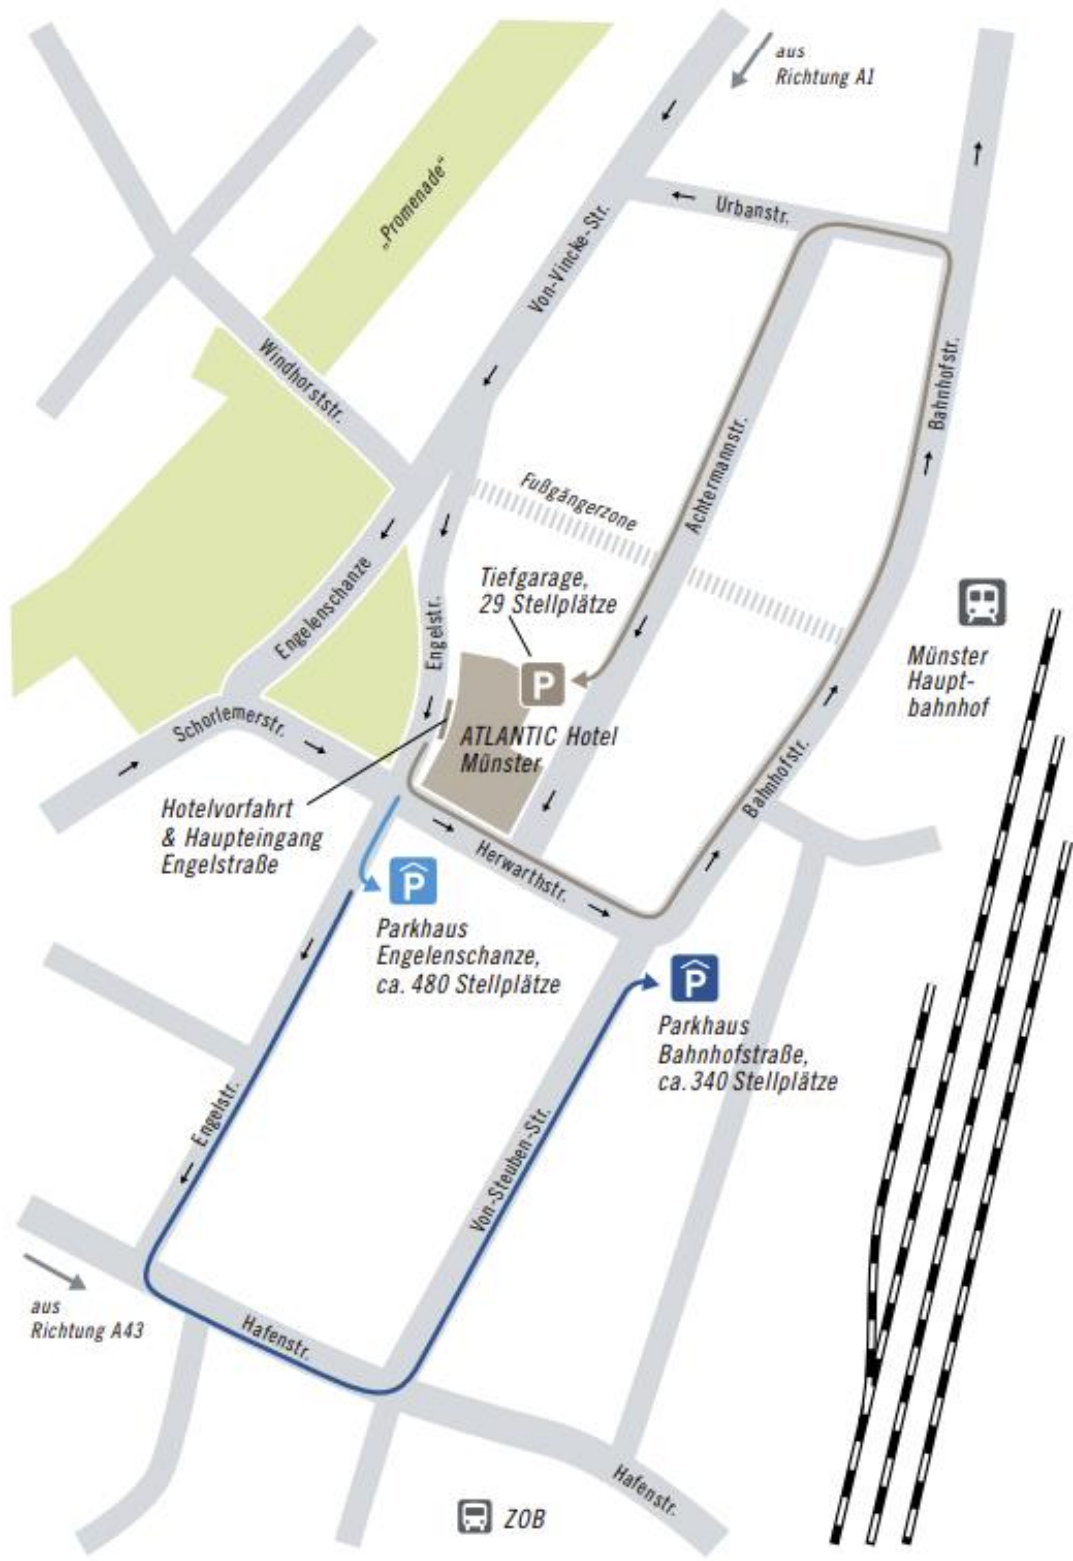 aus
Richtung A1
Urbanstr.
„Promenade“
Von-Vincke-Str.
Windhorststr.
Bahnhofstr.
Achtermannstr.
Fußgängerzone
Tiefgarage,
29 Stellplätze
P
Engelenschanze
Engelstr.
Münster
Haupt-
bahnhof
Schorlemerstr.
ATLANTIC Hotel
Münster
Bahnhofstr.
Hotelvorfahrt
& Haupteingang
Engelstraße
Herwarthstr.
P
Parkhaus
Engelenschanze,
ca. 480 Stellplätze
P
Parkhaus
Bahnhofstraße,
ca. 340 Stellplätze
Engelstr.
Von-Steuben-Str.
aus
Richtung A43
Hafenstr.
Hafenstr.
ZOB